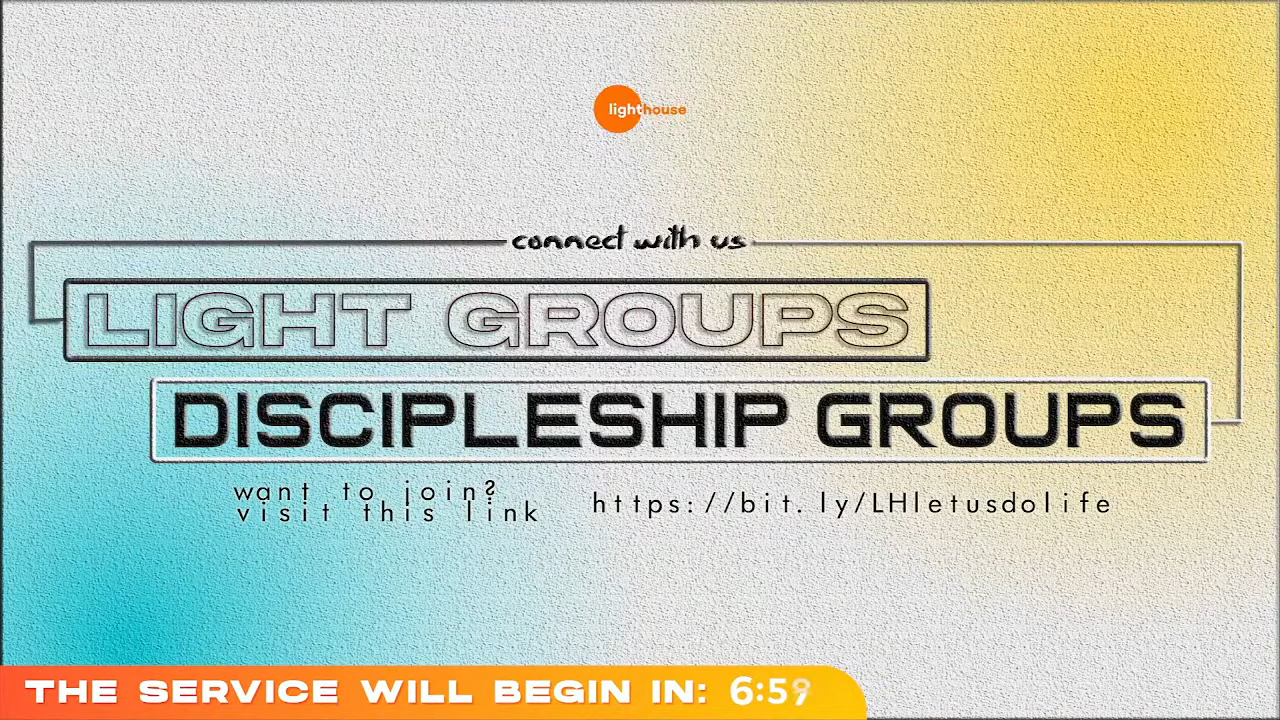 lighthouse
connect with us
LIGHT GROUPS
DISCIPLESHIP GROUPS
want to join?
visit this link
https://bit.ly/LHletusdolife
THE SERVICE WILL BEGIN IN: 6:59